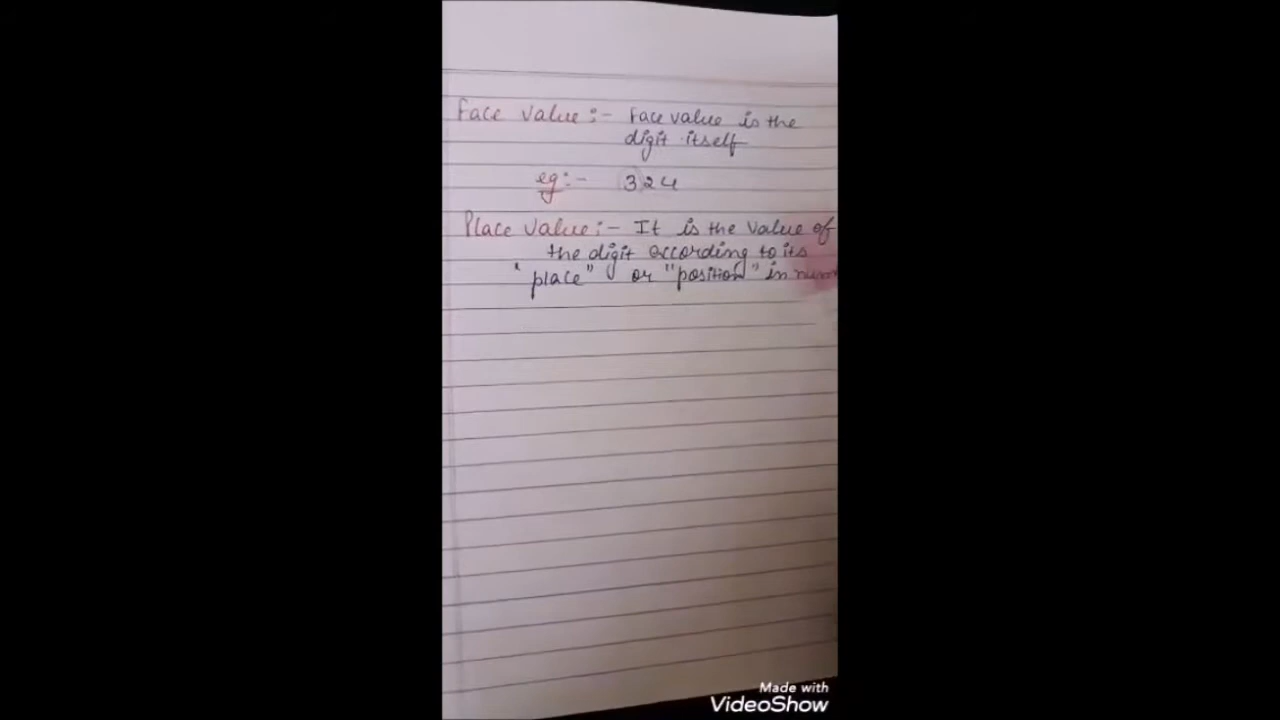 Face Value :- Face value is the
digit itself
eg:- 324
Place Value :- It is the value of
the digit according to its
"place" or "position" in
Made with
VideoShow